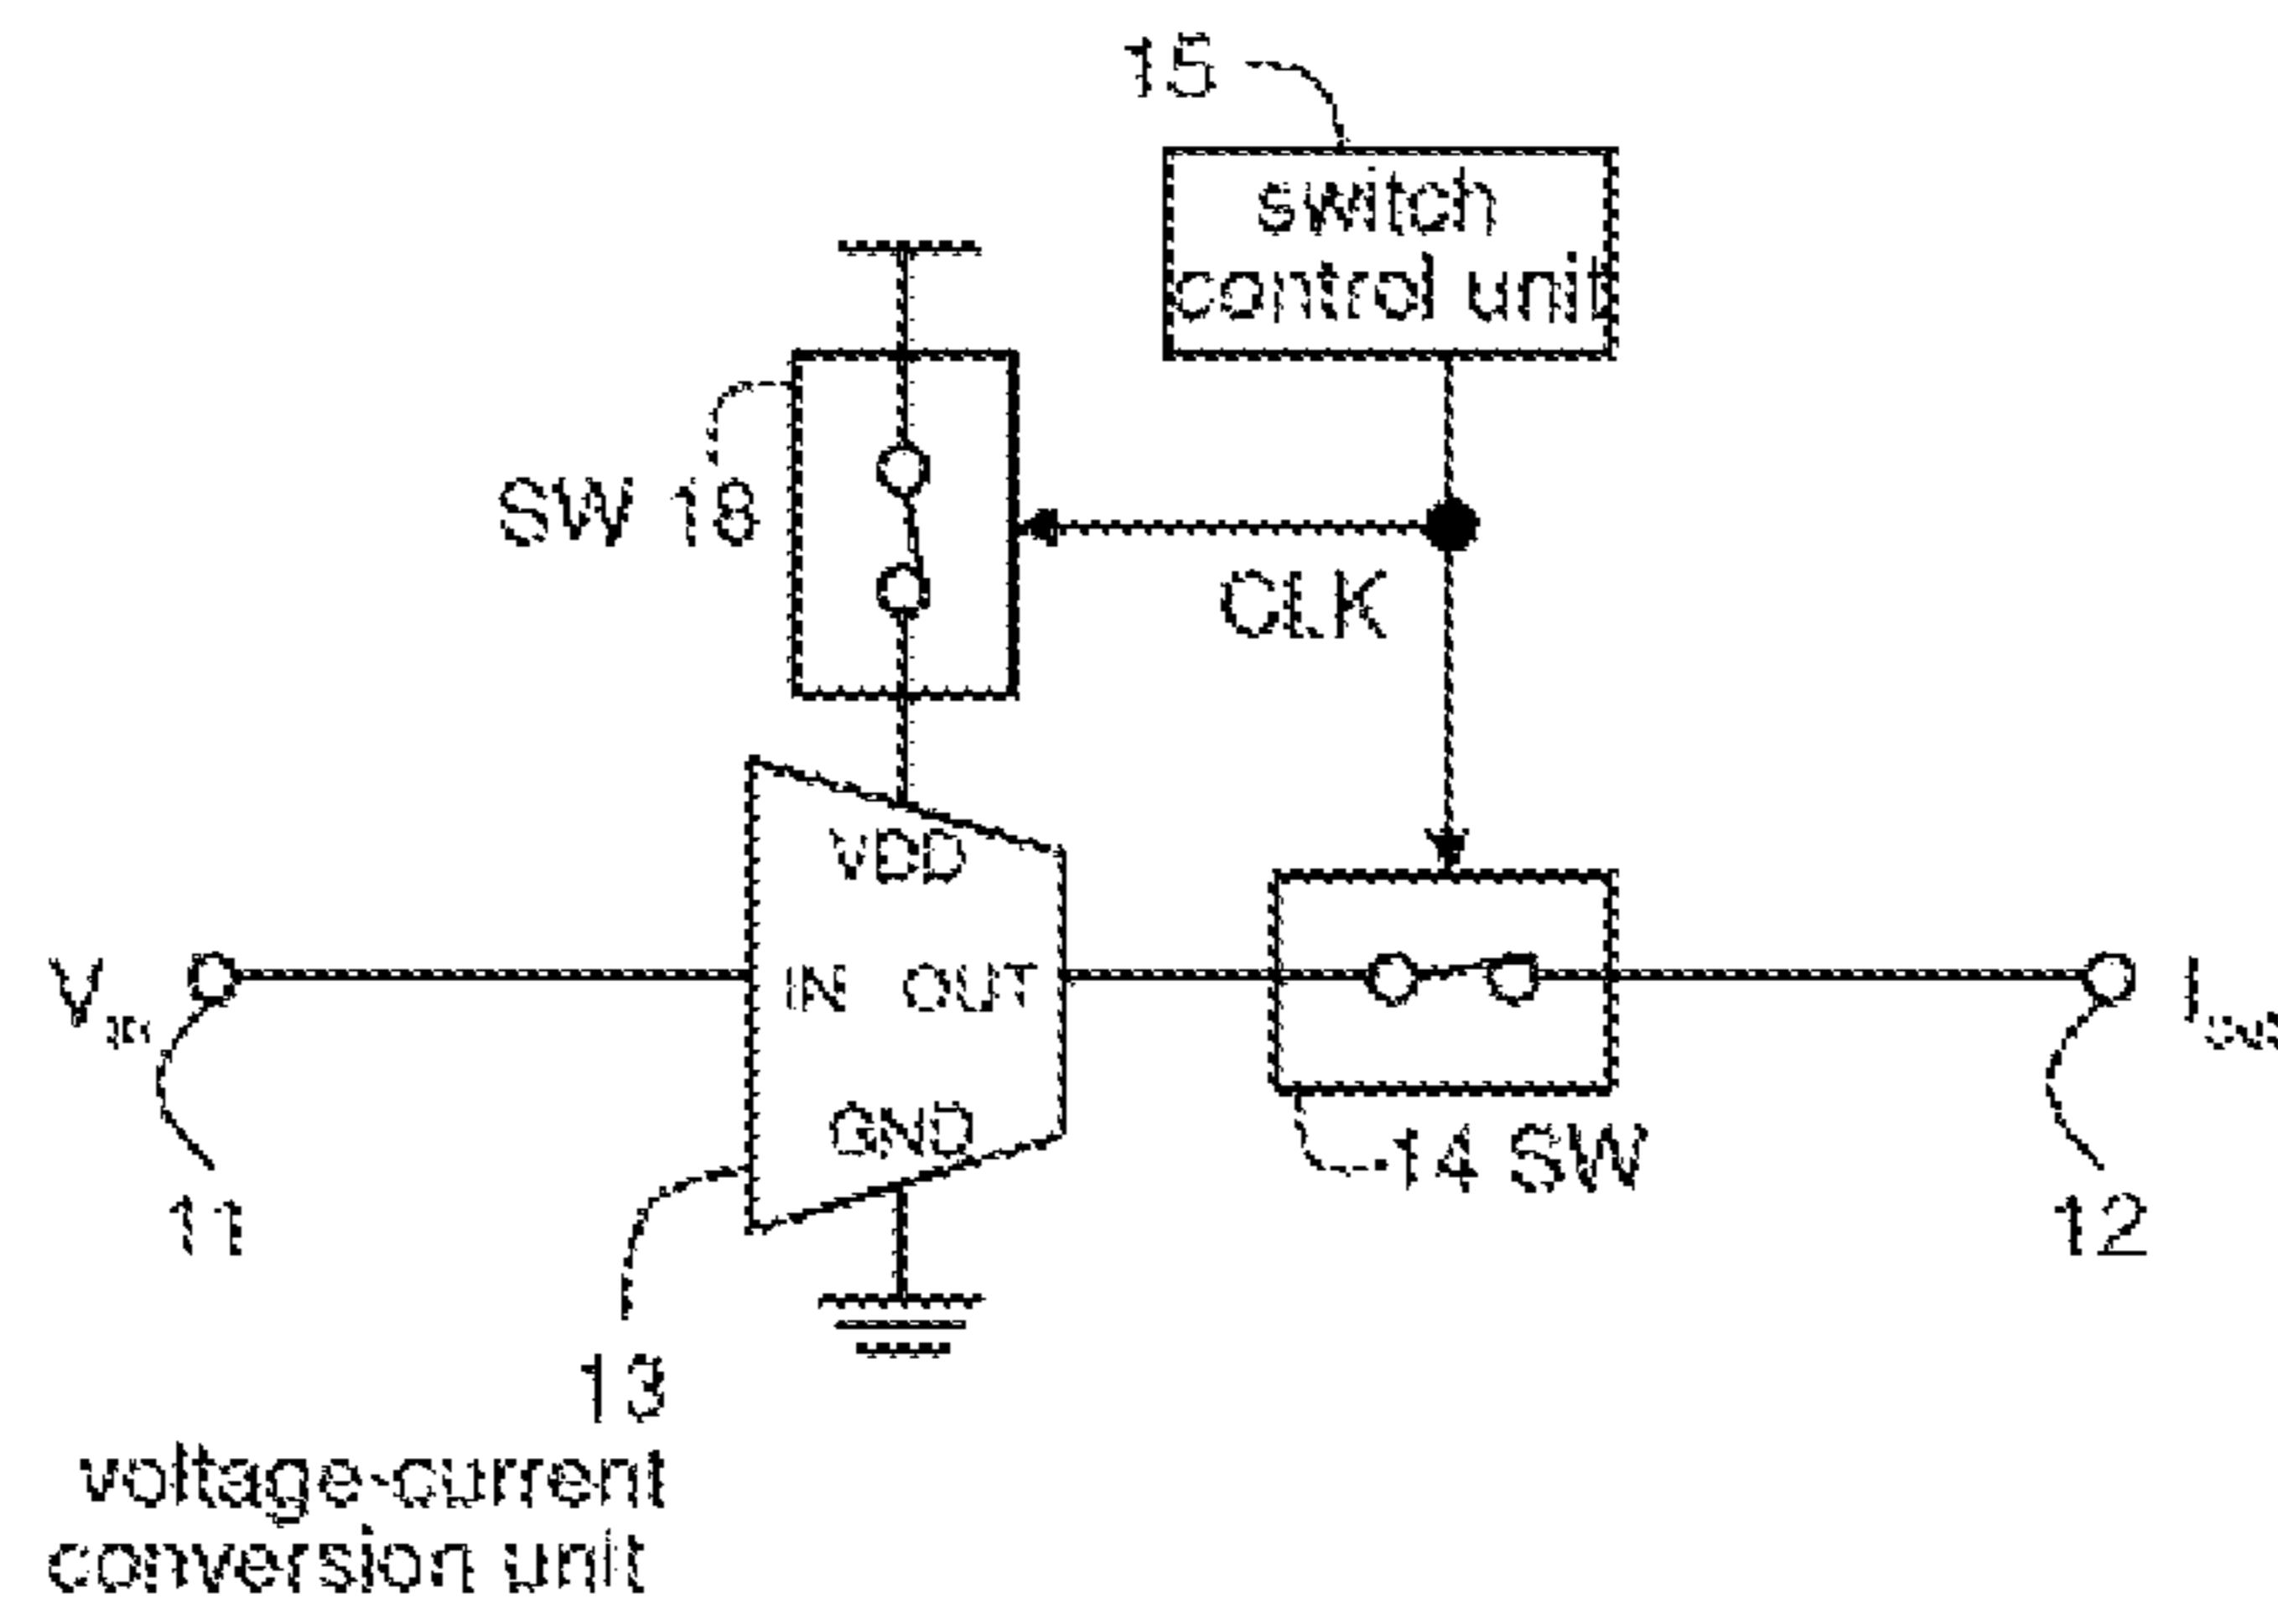 15
switch
control unit
SW 18
CLK
VDD
V
IN OUT
I
GND
14 SW
11
12
13
voltage-current
conversion unit